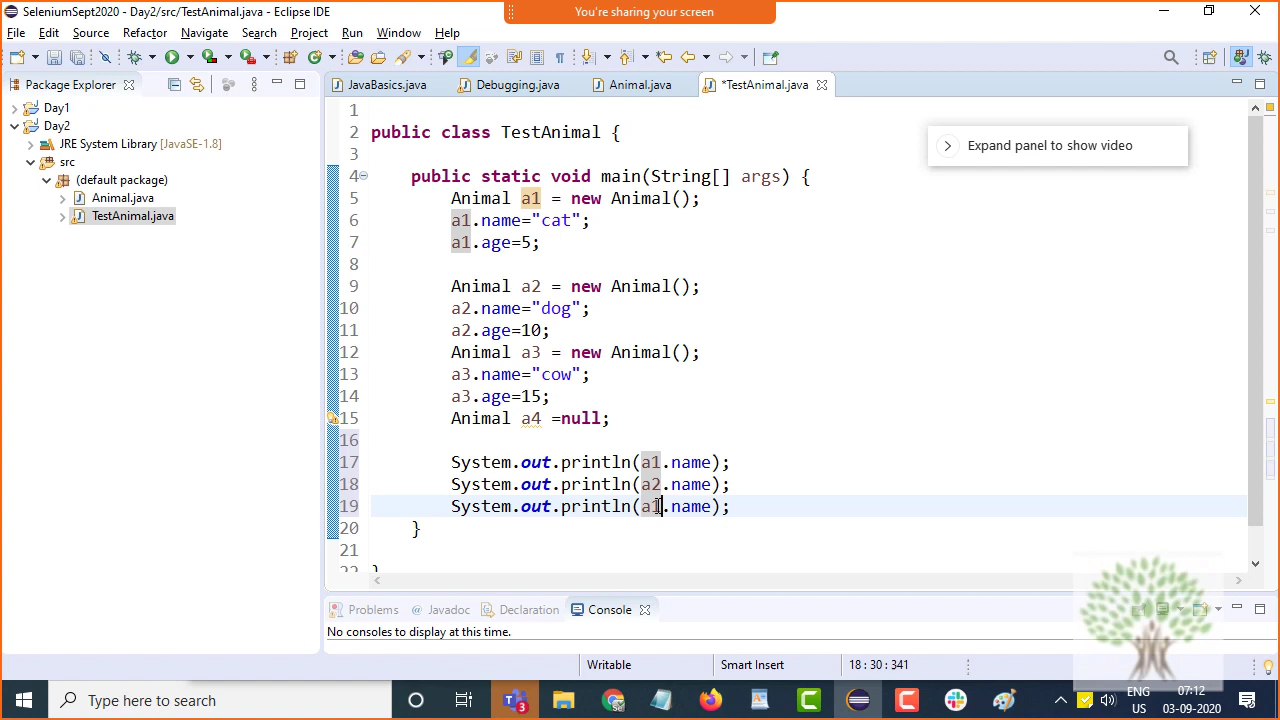 SeleniumSept2020 - Day2/src/TestAnimal.java - Eclipse IDE
You're sharing your screen
File Edit Source Refactor Navigate Search Project Run Window Help
Package Explorer
JavaBasics.java Debugging.java Animal.java *TestAnimal.java
Day1
Day2
JRE System Library [JavaSE-1.8]
src
(default package)
Animal.java
TestAnimal.java
Expand panel to show video
1
2 public class TestAnimal {
3
4 public static void main(String[] args) {
5 Animal a1 = new Animal();
6 a1.name="cat";
7 a1.age=5;
8
9 Animal a2 = new Animal();
10 a2.name="dog";
11 a2.age=10;
12 Animal a3 = new Animal();
13 a3.name="cow";
14 a3.age=15;
15 Animal a4 =null;
16
17 System.out.println(a1.name);
18 System.out.println(a2.name);
19 System.out.println(a1.name);
20 }
21
22 }
Problems Javadoc Declaration Console
No consoles to display at this time.
Writable Smart Insert 18 : 30 : 341
Type here to search
3
ENG
US
07:12
03-09-2020